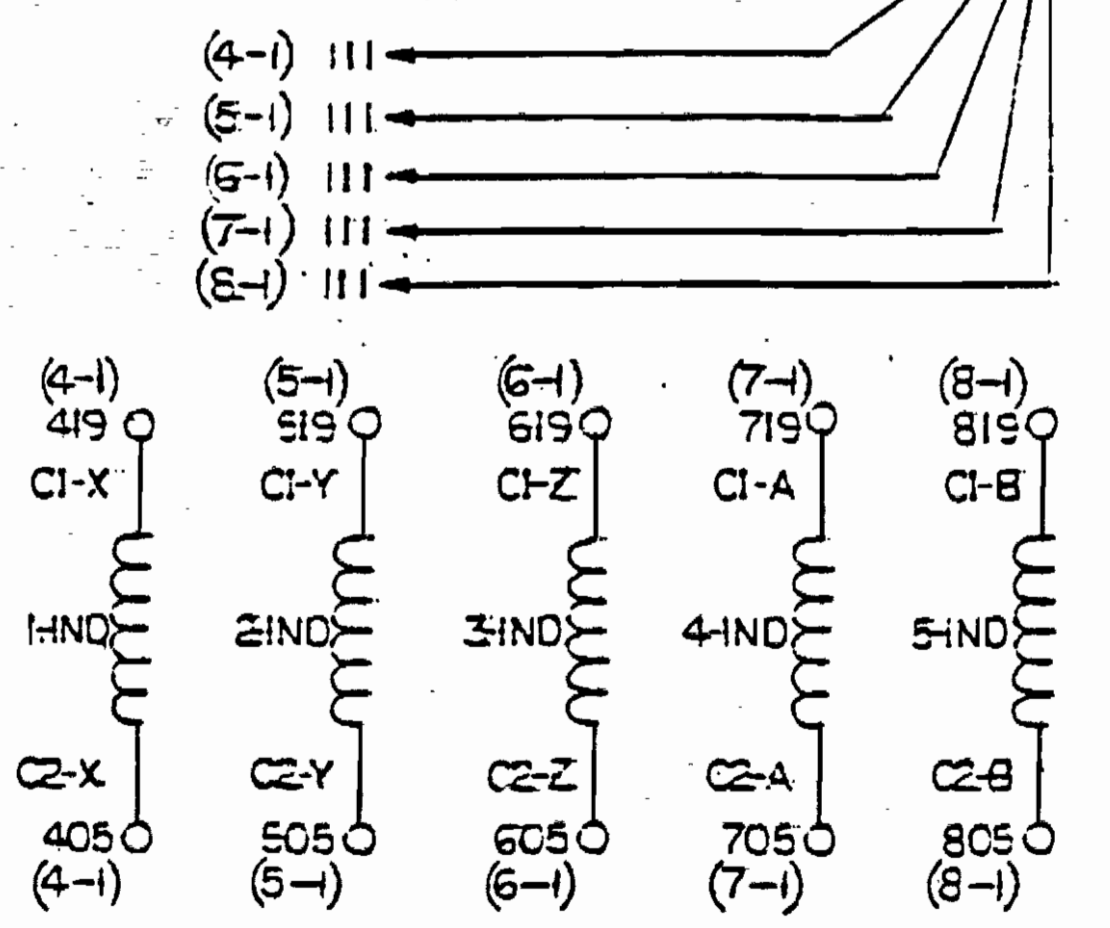 (4-1) 111
(5-1) 111
(6-1) 111
(7-1) 111
(8-1) 111
(4-1) (5-1) (6-1) (7-1) (8-1)
419 519 619 719 819
C1-X C1-Y C1-Z C1-A C1-B
1-IND 2-IND 3-IND 4-IND 5-IND
C2-X C2-Y C2-Z C2-A C2-B
405 505 605 705 805
(4-1) (5-1) (6-1) (7-1) (8-1)